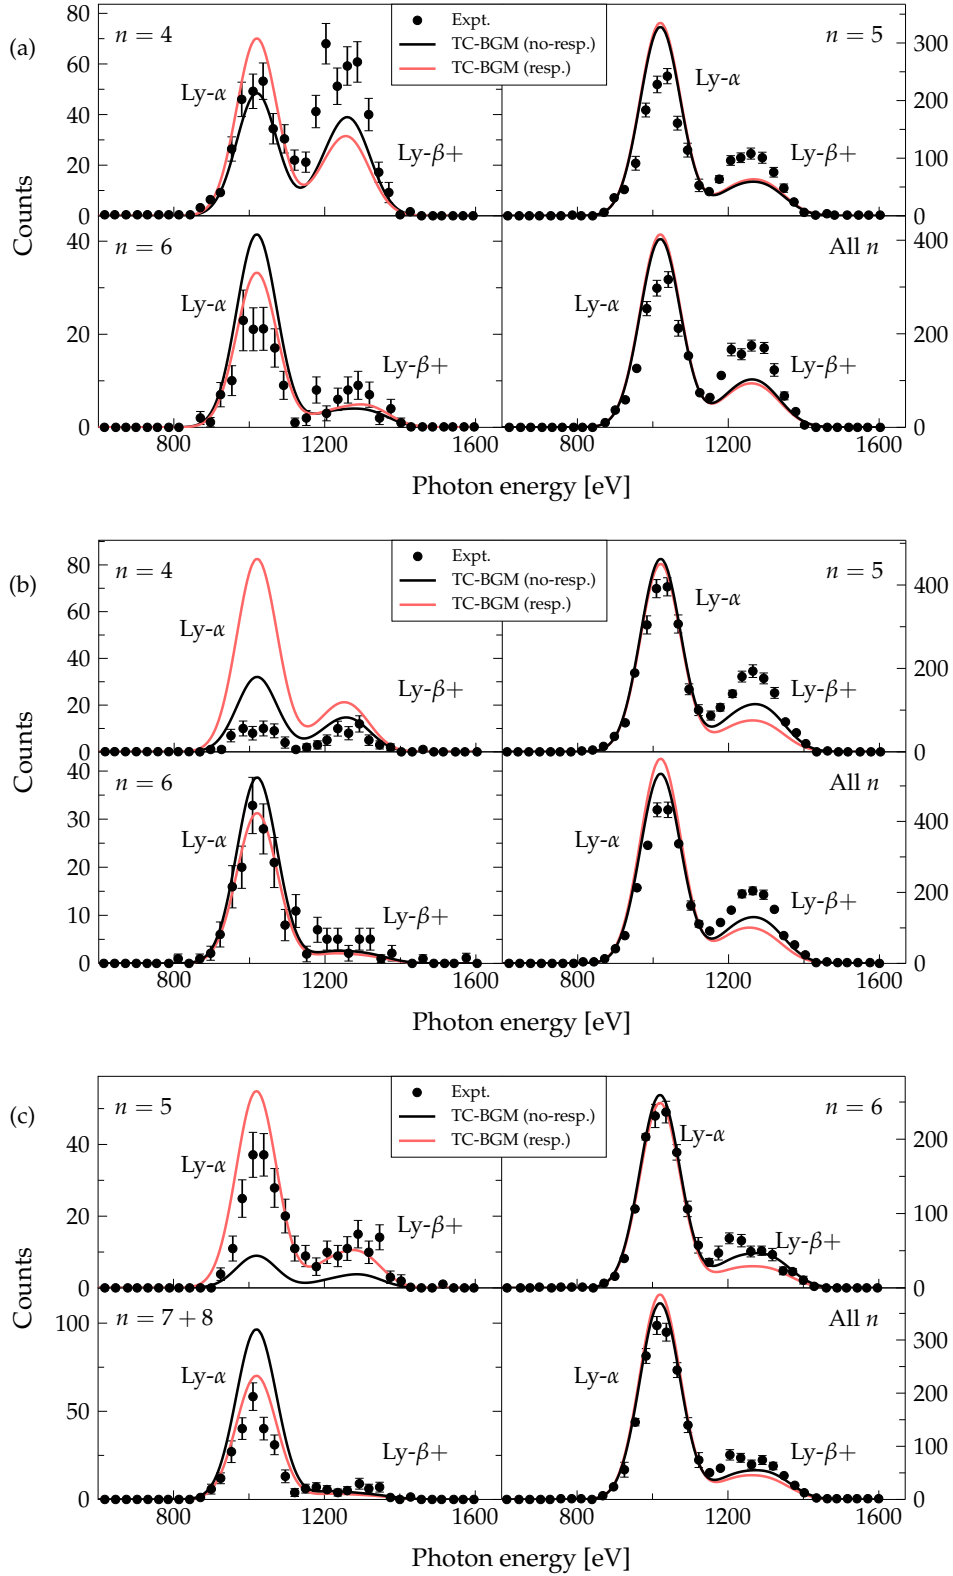 (a)
n = 4
Expt.
TC-BGM (no-resp.)
TC-BGM (resp.)
n = 5
Ly-α
Ly-β+
Ly-α
Ly-β+
80
60
40
20
0
300
200
100
0
Counts
n = 6
All n
Ly-α
Ly-β+
Ly-α
Ly-β+
40
20
0
400
200
0
800 1200 1600
800 1200 1600
Photon energy [eV]
(b)
n = 4
Expt.
TC-BGM (no-resp.)
TC-BGM (resp.)
n = 5
Ly-α
Ly-β+
Ly-α
Ly-β+
80
60
40
20
0
400
200
0
Counts
n = 6
All n
Ly-α
Ly-β+
Ly-α
Ly-β+
40
30
20
10
0
400
200
0
800 1200 1600
800 1200 1600
Photon energy [eV]
(c)
n = 5
Expt.
TC-BGM (no-resp.)
TC-BGM (resp.)
n = 6
Ly-α
Ly-β+
Ly-α
Ly-β+
40
20
0
200
100
0
Counts
n = 7 + 8
All n
Ly-α
Ly-β+
Ly-α
Ly-β+
100
50
0
300
200
100
0
800 1200 1600
800 1200 1600
Photon energy [eV]